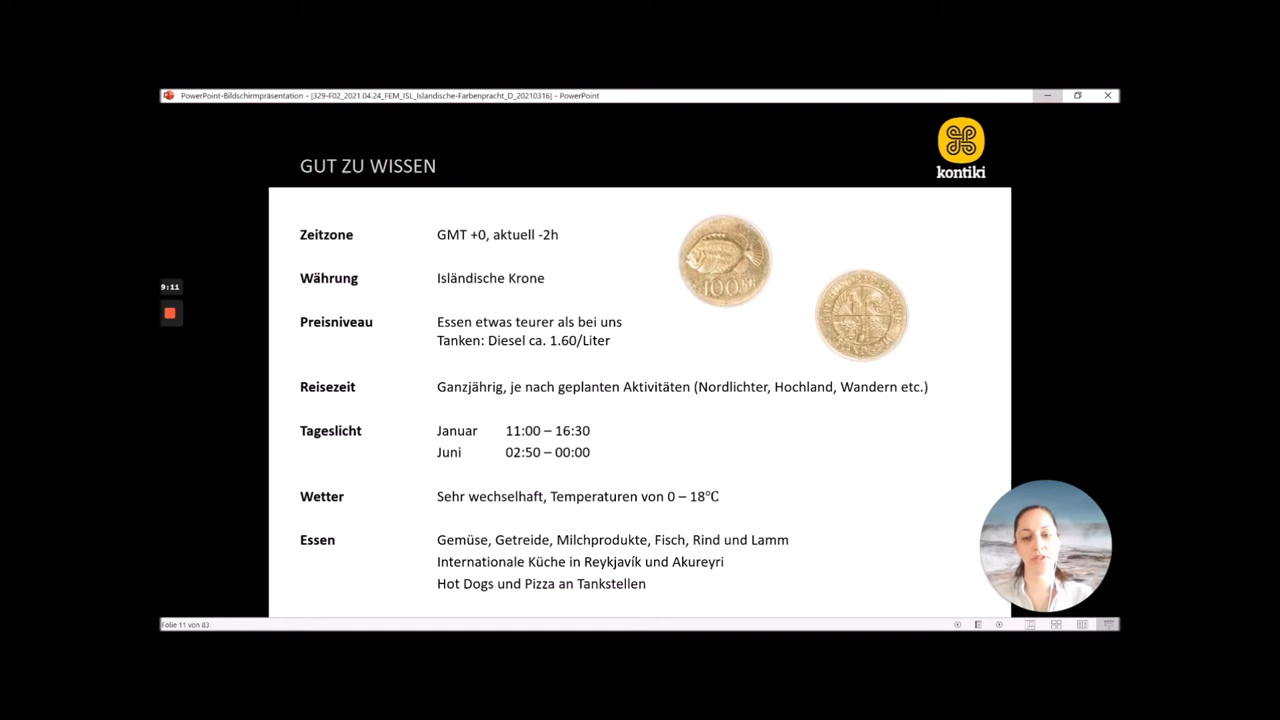 PowerPoint-Bildschirmpräsentation - [329-F02_2021.04.24_FEM_ISL_Islandische-Farbenpracht_D_20210316] - PowerPoint
kontiki
GUT ZU WISSEN
Zeitzone GMT +0, aktuell -2h
Währung Isländische Krone
100
9:11
Preisniveau Essen etwas teurer als bei uns
Tanken: Diesel ca. 1.60/Liter
Reisezeit Ganzjährig, je nach geplanten Aktivitäten (Nordlichter, Hochland, Wandern etc.)
Tageslicht Januar 11:00 – 16:30
Juni 02:50 – 00:00
Wetter Sehr wechselhaft, Temperaturen von 0 – 18°C
Essen Gemüse, Getreide, Milchprodukte, Fisch, Rind und Lamm
Internationale Küche in Reykjavík und Akureyri
Hot Dogs und Pizza an Tankstellen
Folie 11 von 83